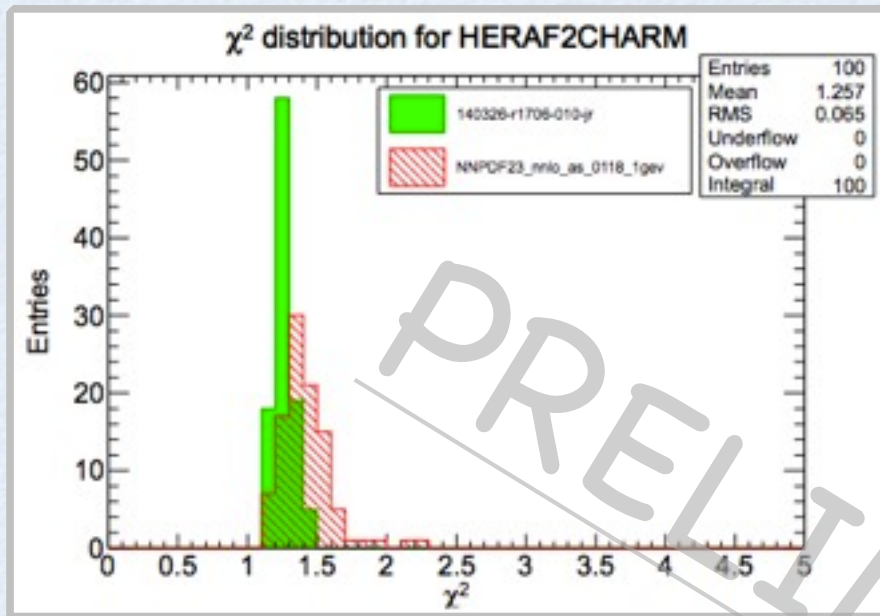 χ² distribution for HERAF2CHARM
Entries 100
Mean 1.257
RMS 0.065
Underflow 0
Overflow 0
Integral 100
140326-r1706-010-jr
NNPDF23_nnlo_as_0118_1gev
60
50
40
30
20
10
0
Entries
0 0.5 1 1.5 2 2.5 3 3.5 4 4.5 5
χ²
PRELI